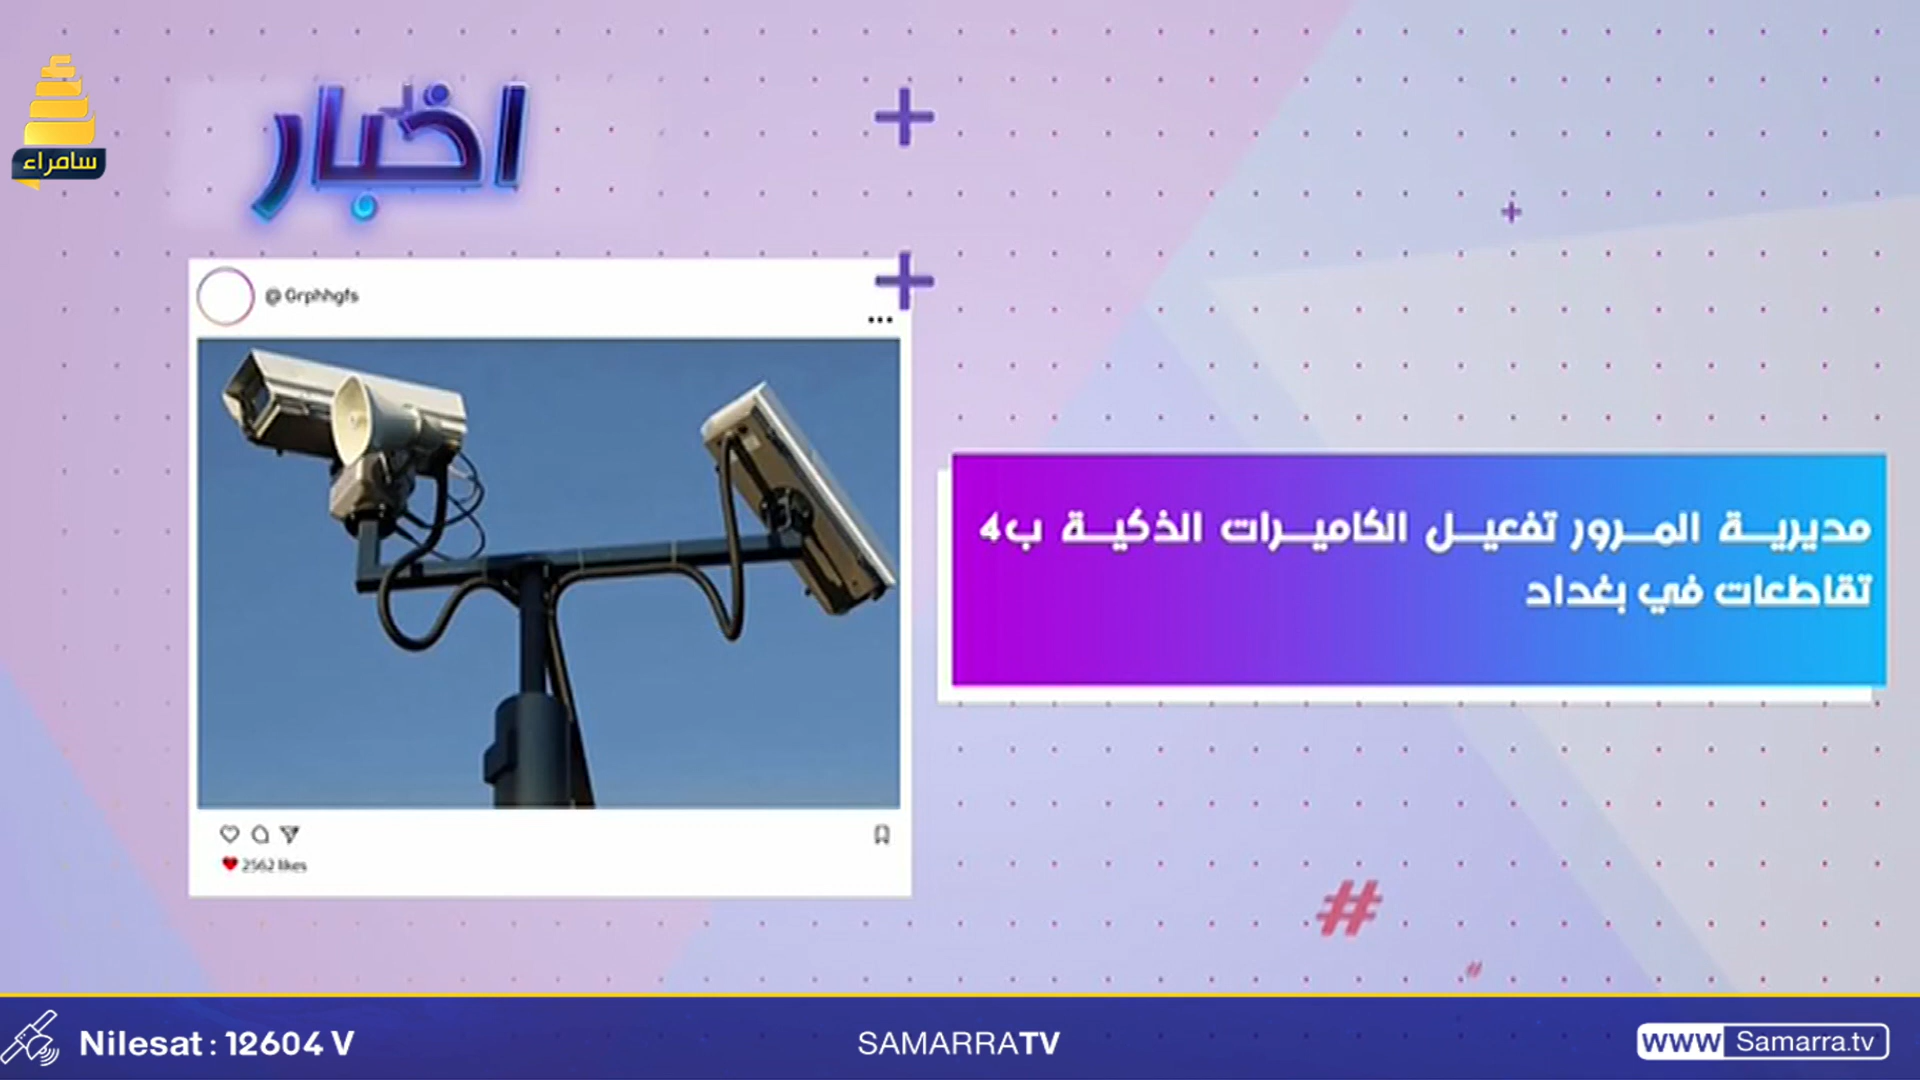 سامراء
اخبار
@ Grphhgfs
مديرية المرور تفعيل الكاميرات الذكية ب4
تقاطعات في بغداد
2562 likes
#
#
Nilesat : 12604 V
SAMARRATV
www Samarra.tv